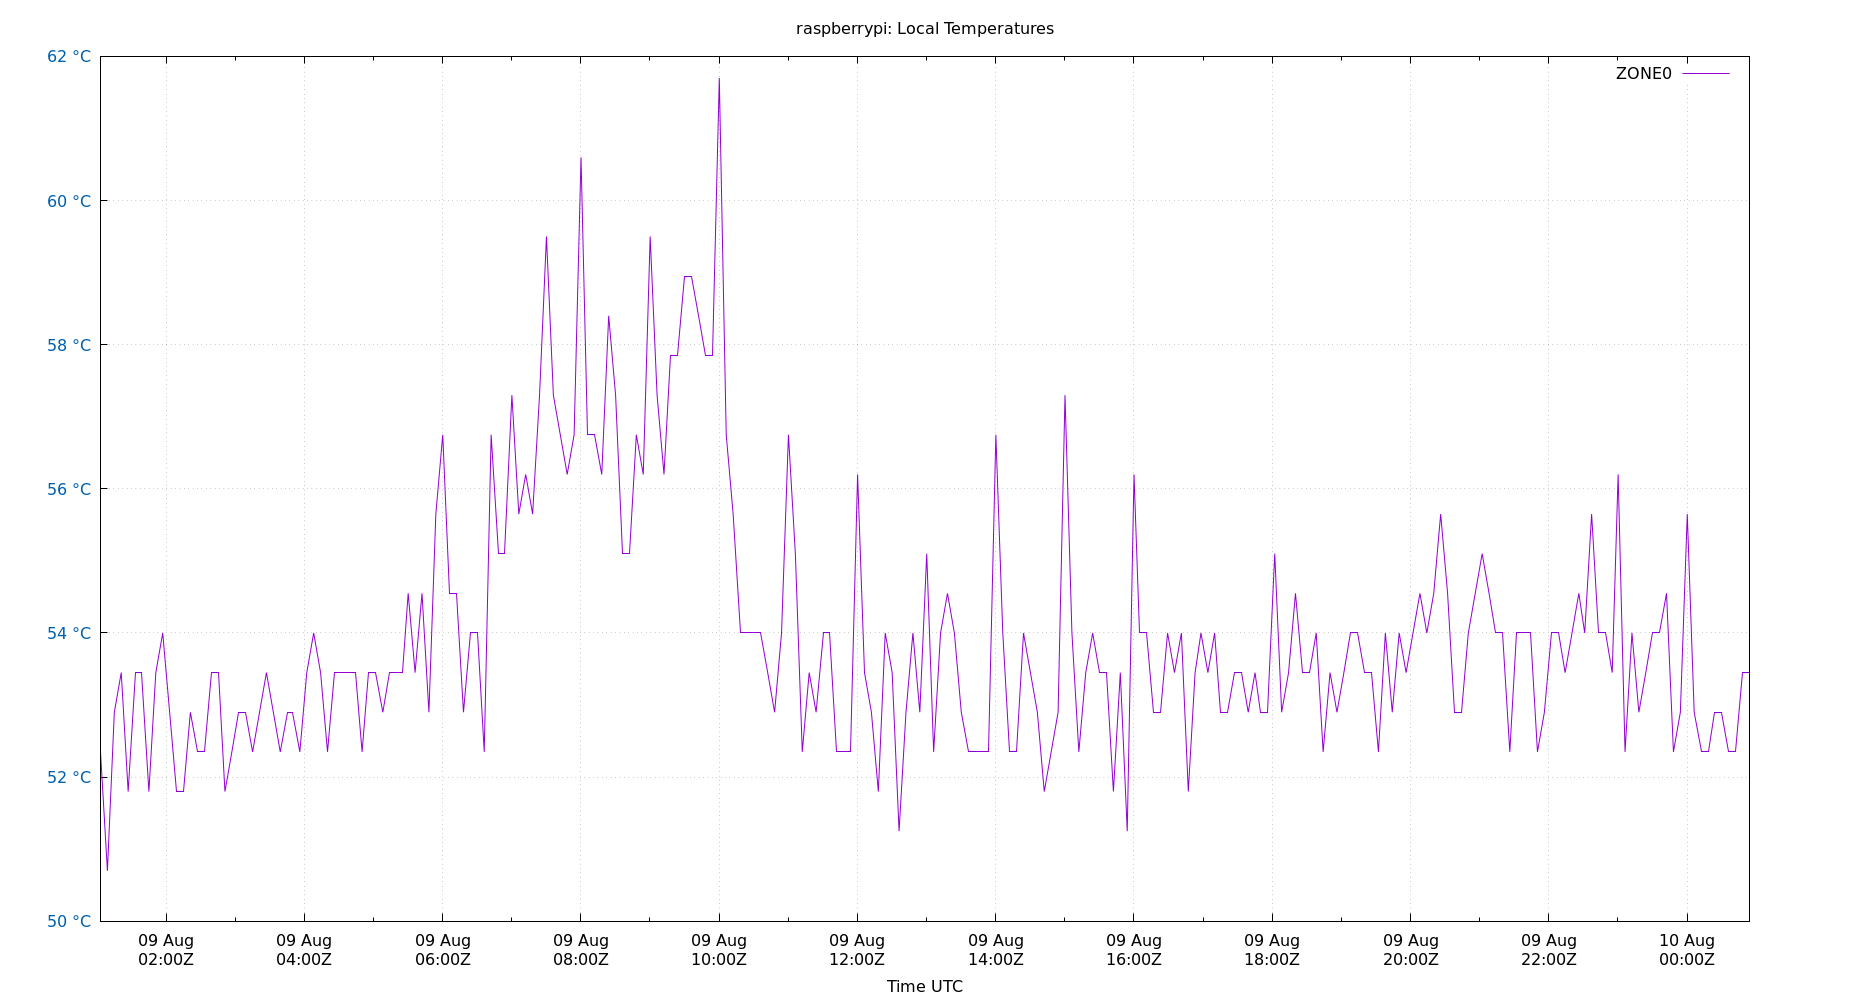 raspberrypi: Local Temperatures
62 °C
ZONE0
60 °C
58 °C
56 °C
54 °C
52 °C
50 °C
09 Aug 09 Aug 09 Aug 09 Aug 09 Aug 09 Aug 09 Aug 09 Aug 09 Aug 09 Aug 09 Aug 10 Aug
02:00Z 04:00Z 06:00Z 08:00Z 10:00Z 12:00Z 14:00Z 16:00Z 18:00Z 20:00Z 22:00Z 00:00Z
Time UTC